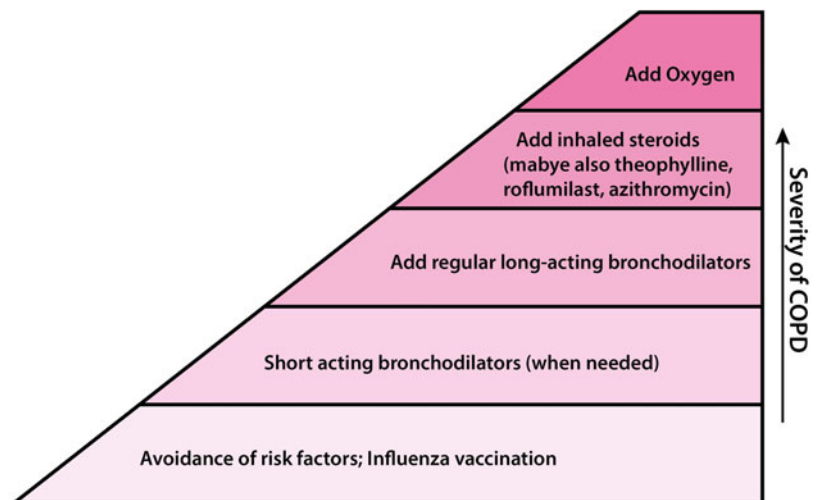 Add Oxygen
Add inhaled steroids
(mabye also theophylline,
roflumilast, azithromycin)
Add regular long-acting bronchodilators
Short acting bronchodilators (when needed)
Avoidance of risk factors; Influenza vaccination
Severity of COPD